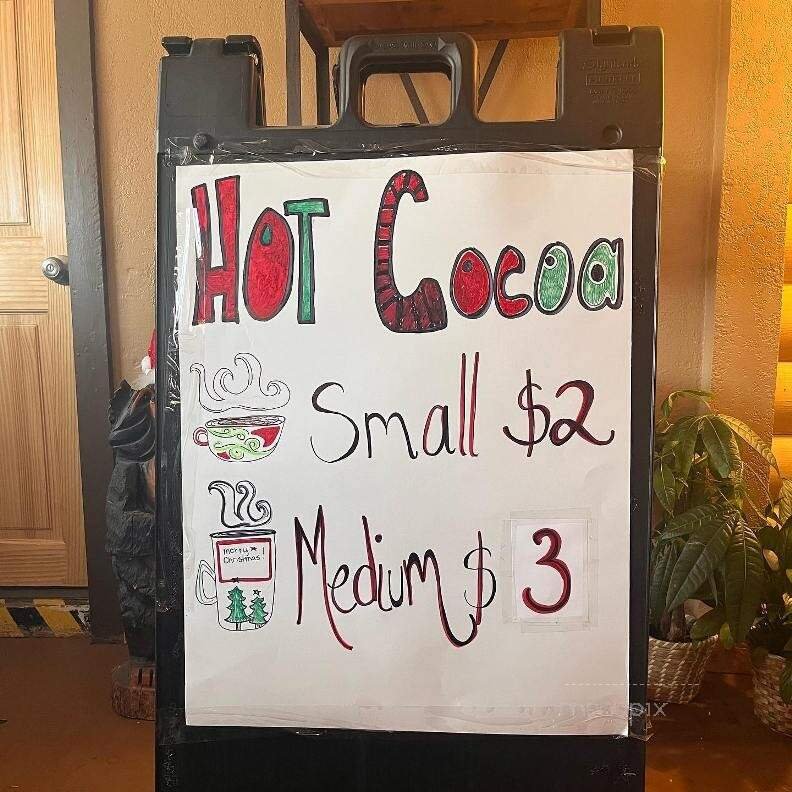 HOT Cocoa
Small $2
Merry
Christmas!
Medium $3